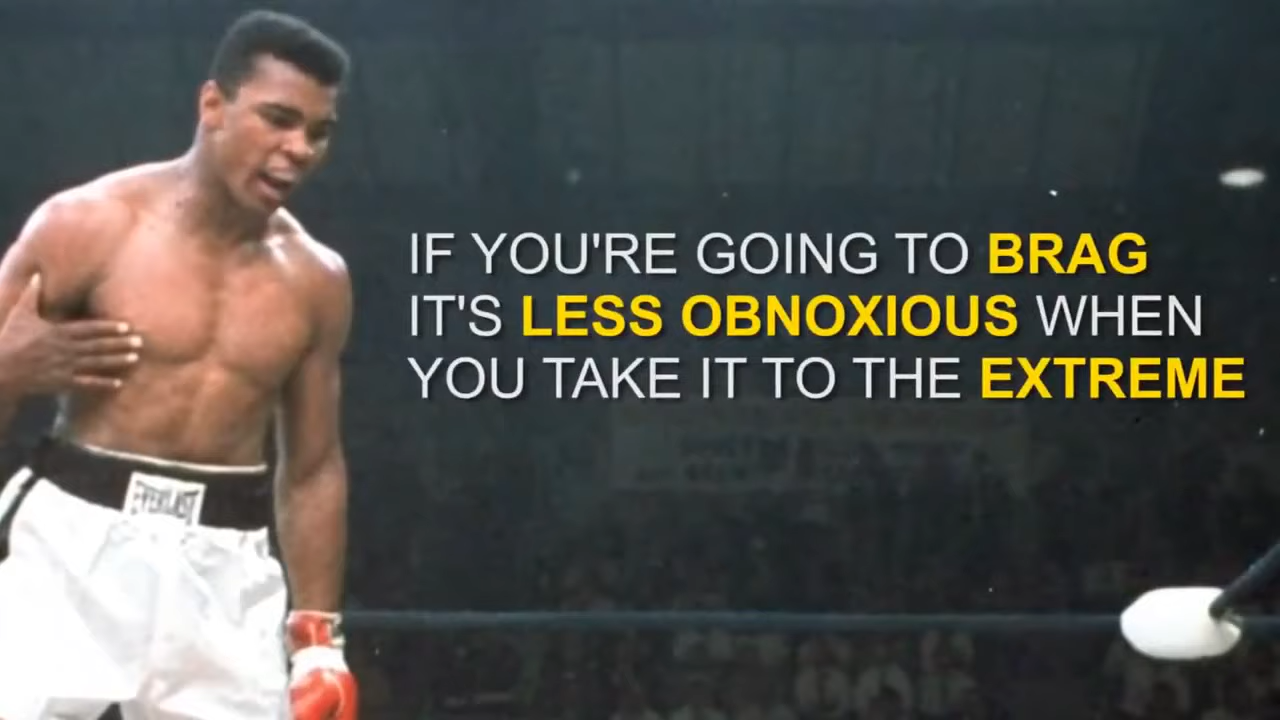 IF YOU'RE GOING TO BRAG
IT'S LESS OBNOXIOUS WHEN
YOU TAKE IT TO THE EXTREME
EVERLAST